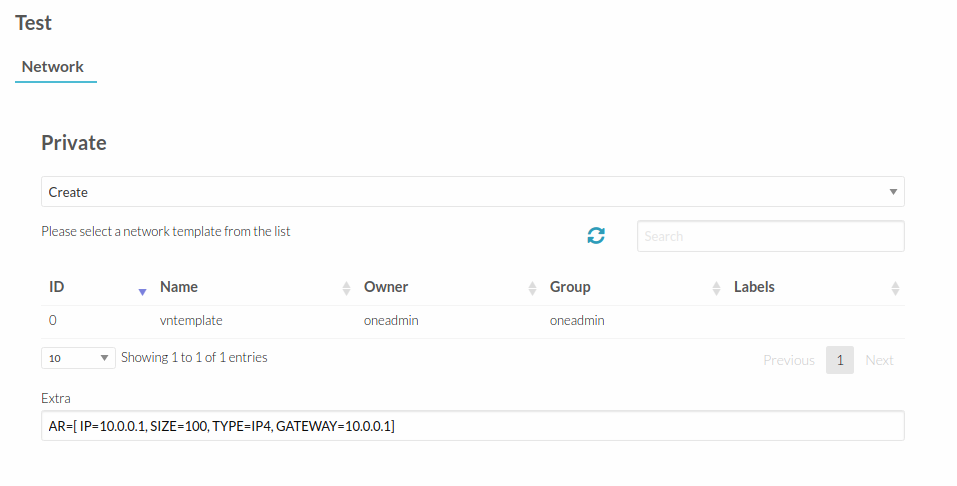 Test
Network
Private
Create
Please select a network template from the list
Search
ID Name Owner Group Labels
0 vntemplate oneadmin oneadmin
10 Showing 1 to 1 of 1 entries Previous 1 Next
Extra
AR=[ IP=10.0.0.1, SIZE=100, TYPE=IP4, GATEWAY=10.0.0.1]